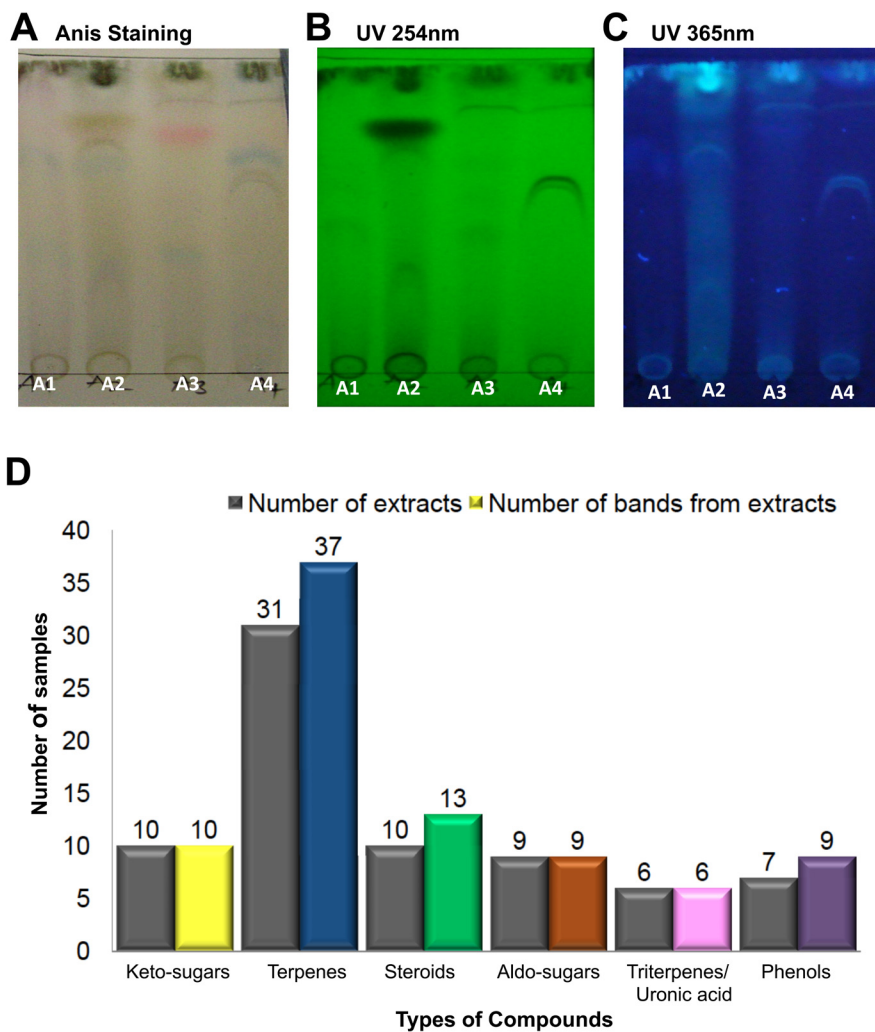 A Anis Staining
B UV 254nm
C UV 365nm
A1 A2 A3 A4
A1 A2 A3 A4
A1 A2 A3 A4
D
Number of extracts Number of bands from extracts
Number of samples
40
35
30
25
20
15
10
5
0
10 10
31 37
10 13
9 9
6 6
7 9
Keto-sugars Terpenes Steroids Aldo-sugars Triterpenes/ Phenols
Uronic acid
Types of Compounds